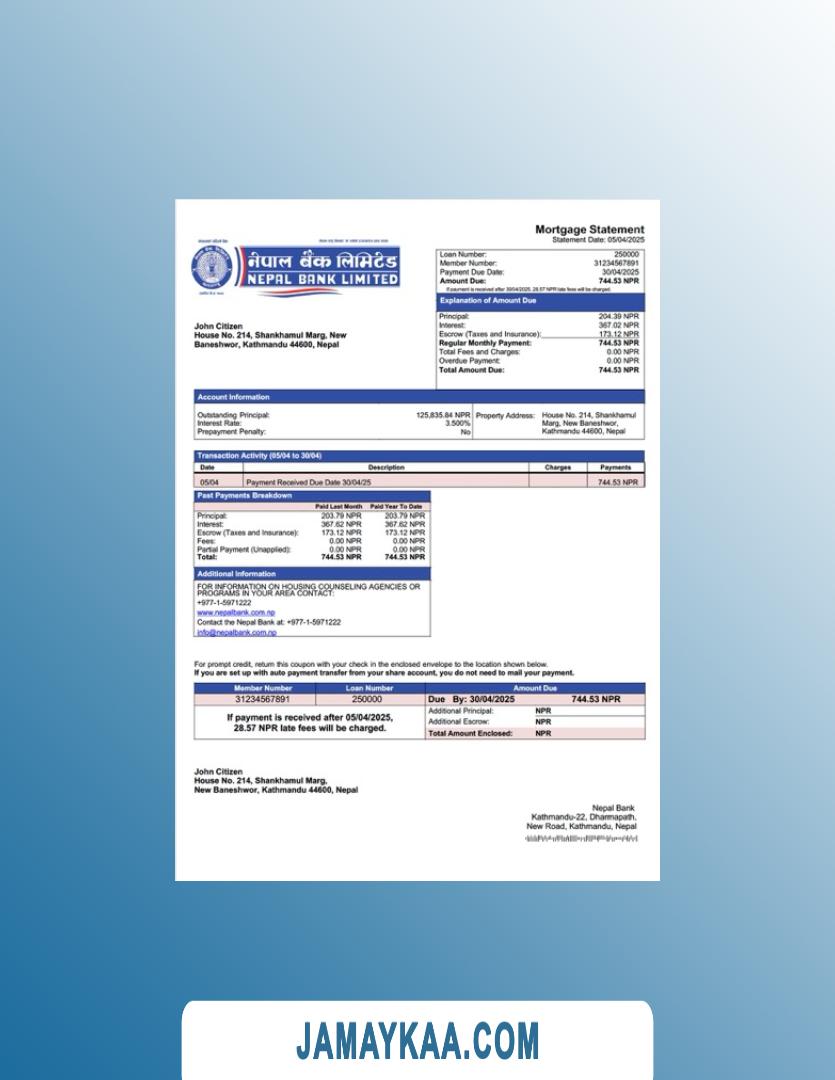 Mortgage Statement
Statement Date: 05/04/2025
नेपाल बैंक लिमिटेड
NEPAL BANK LIMITED
Loan Number: 250000
Member Number: 31234567891
Payment Due Date: 30/04/2025
Amount Due: 744.53 NPR
If payment is received after 30/04/2025, 28.57 NPR late fees will be charged.
Explanation of Amount Due
Principal: 204.39 NPR
Interest: 367.02 NPR
Escrow (Taxes and Insurance): 173.12 NPR
Regular Monthly Payment: 744.53 NPR
Total Fees and Charges: 0.00 NPR
Overdue Payment: 0.00 NPR
Total Amount Due: 744.53 NPR
John Citizen
House No. 214, Shankhamul Marg, New
Baneshwor, Kathmandu 44600, Nepal
Account Information
Outstanding Principal: 125,835.84 NPR
Interest Rate: 3.500%
Prepayment Penalty: No
Property Address: House No. 214, Shankhamul
Marg, New Baneshwor,
Kathmandu 44600, Nepal
Transaction Activity (05/04 to 30/04)
Date Description Charges Payments
05/04 Payment Received Due Date 30/04/25 744.53 NPR
Past Payments Breakdown
Paid Last Month Paid Year To Date
Principal: 203.79 NPR 203.79 NPR
Interest: 367.62 NPR 367.62 NPR
Escrow (Taxes and Insurance): 173.12 NPR 173.12 NPR
Fees: 0.00 NPR 0.00 NPR
Partial Payment (Unapplied): 0.00 NPR 0.00 NPR
Total: 744.53 NPR 744.53 NPR
Additional Information
FOR INFORMATION ON HOUSING COUNSELING AGENCIES OR
PROGRAMS IN YOUR AREA CONTACT:
+977-1-5971222
www.nepalbank.com.np
Contact the Nepal Bank at: +977-1-5971222
info@nepalbank.com.np
For prompt credit, return this coupon with your check in the enclosed envelope to the location shown below.
If you are set up with auto payment transfer from your share account, you do not need to mail your payment.
Member Number Loan Number Amount Due
31234567891 250000 Due By: 30/04/2025 744.53 NPR
If payment is received after 05/04/2025,
28.57 NPR late fees will be charged.
Additional Principal: NPR
Additional Escrow: NPR
Total Amount Enclosed: NPR
John Citizen
House No. 214, Shankhamul Marg,
New Baneshwor, Kathmandu 44600, Nepal
Nepal Bank
Kathmandu-22, Dharmapath,
New Road, Kathmandu, Nepal
JAMAYKAA.COM